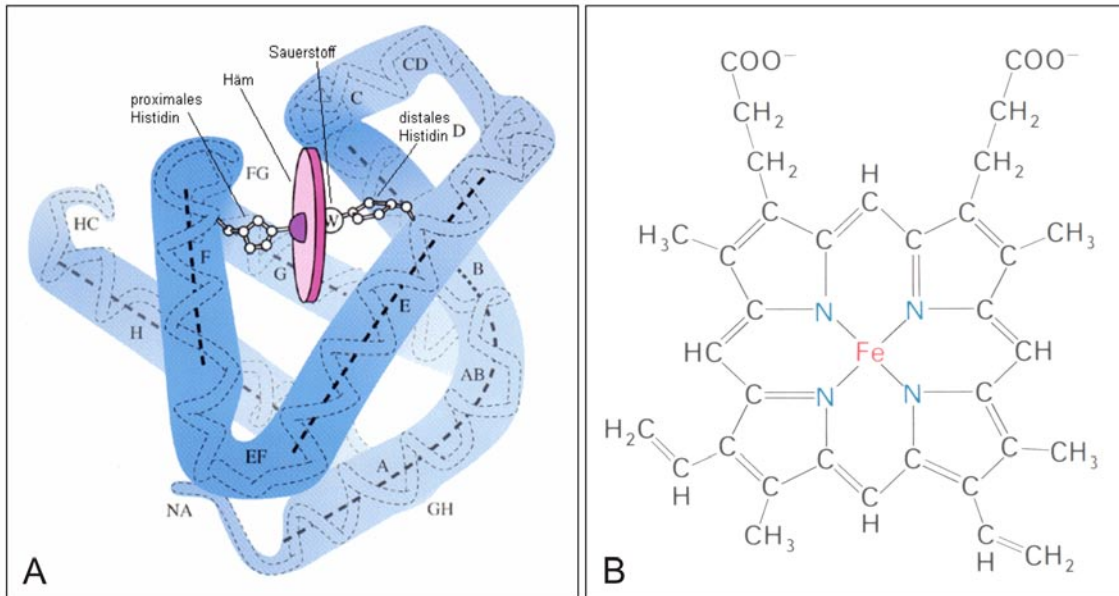 Sauerstoff
Häm
proximales
Histidin
distales
Histidin
CD
C
D
FG
HC
F
G
W
B
E
H
AB
EF
A
NA
GH
A
COO⁻
COO⁻
CH₂
CH₂
CH₂
CH₂
H
C
C
C
C
C
H₃C
C
C
C
C
CH₃
C
N
N
C
HC
Fe
CH
C
N
N
C
H₂C
C
C
C
C
CH₃
C
C
C
C
C
H
CH₃
H
C
C
H
CH₂
B